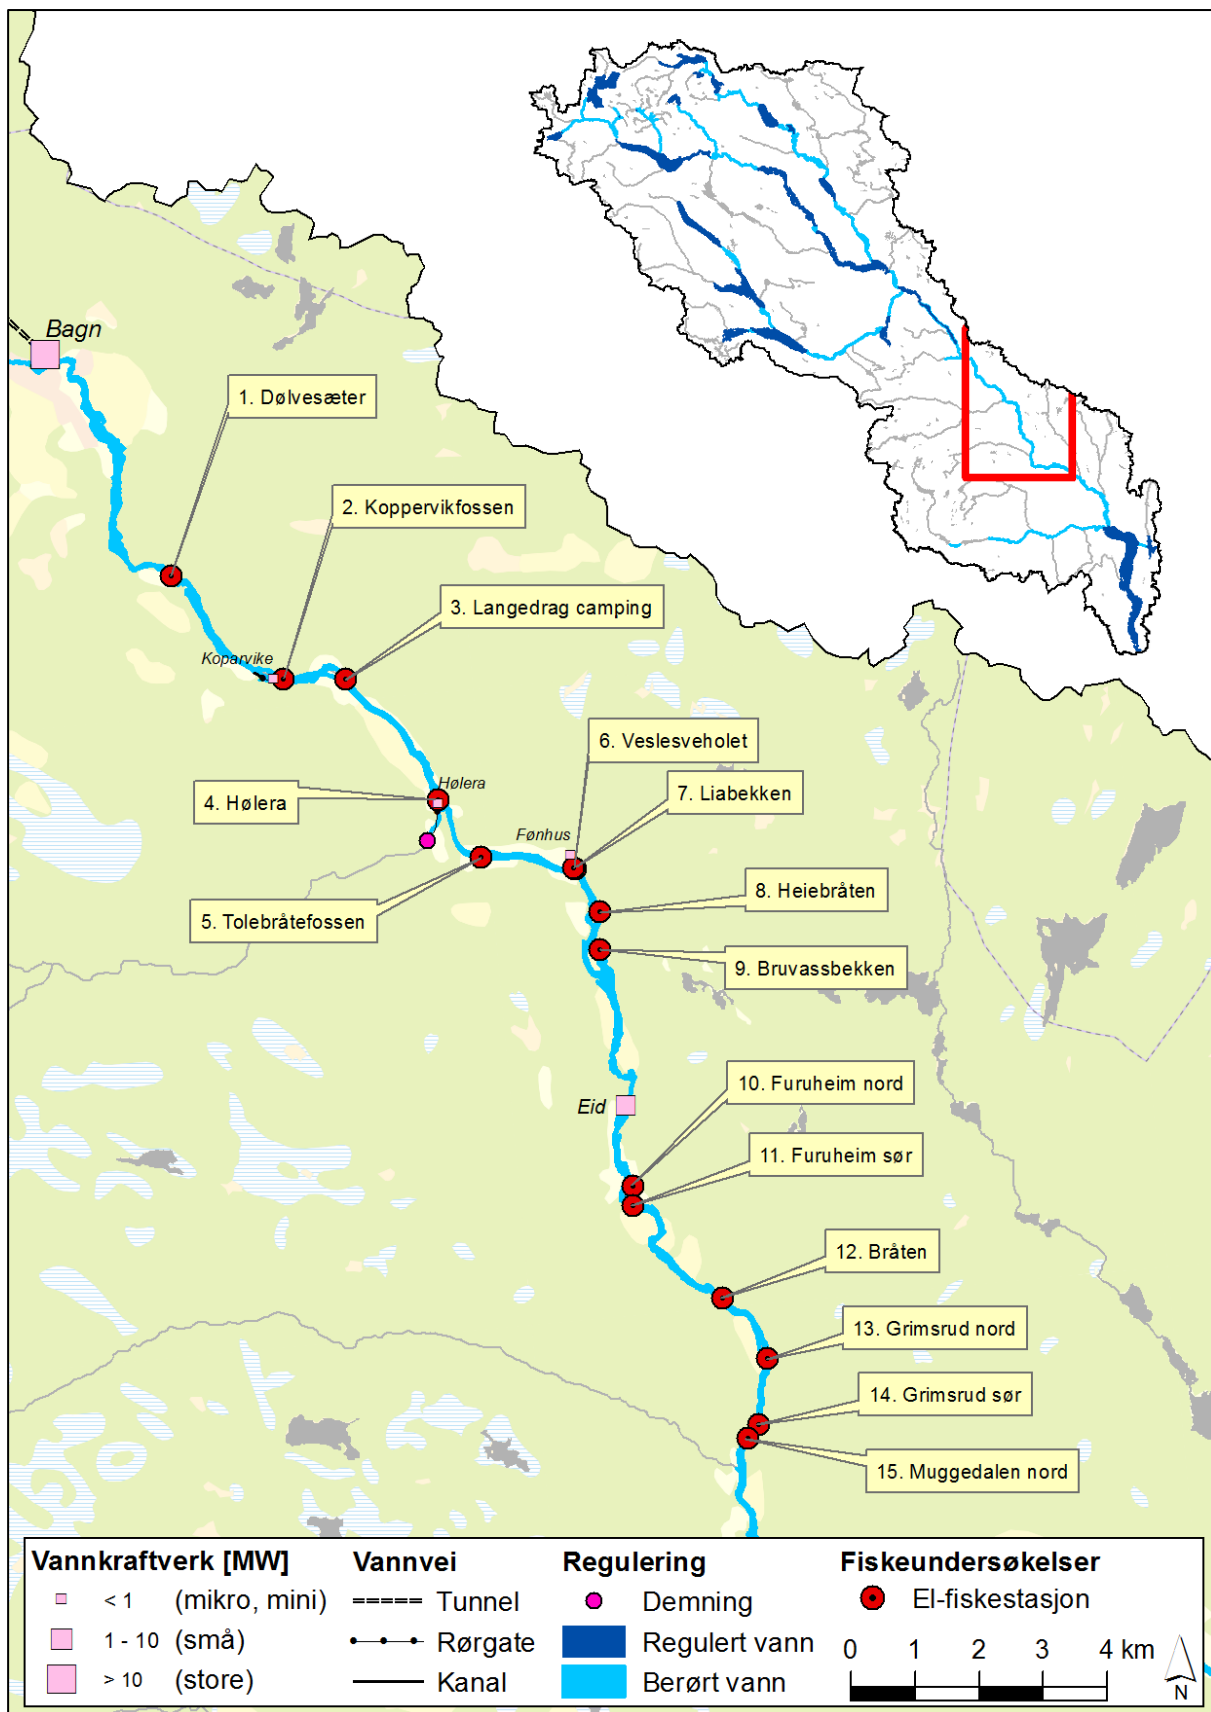 Bagn
1. Dølvesæter
2. Koppervikfossen
3. Langedrag camping
Koparvike
6. Veslesveholet
7. Liabekken
4. Hølera
Hølera
Fønhus
8. Heiebråten
5. Tolebråtefossen
9. Bruvassbekken
10. Furuheim nord
Eid
11. Furuheim sør
12. Bråten
13. Grimsrud nord
14. Grimsrud sør
15. Muggedalen nord
Vannkraftverk [MW]
< 1 (mikro, mini)
1 - 10 (små)
> 10 (store)
Vannvei
Tunnel
Rørgate
Kanal
Regulering
Demning
Regulert vann
Berørt vann
Fiskeundersøkelser
El-fiskestasjon
0 1 2 3 4 km
N